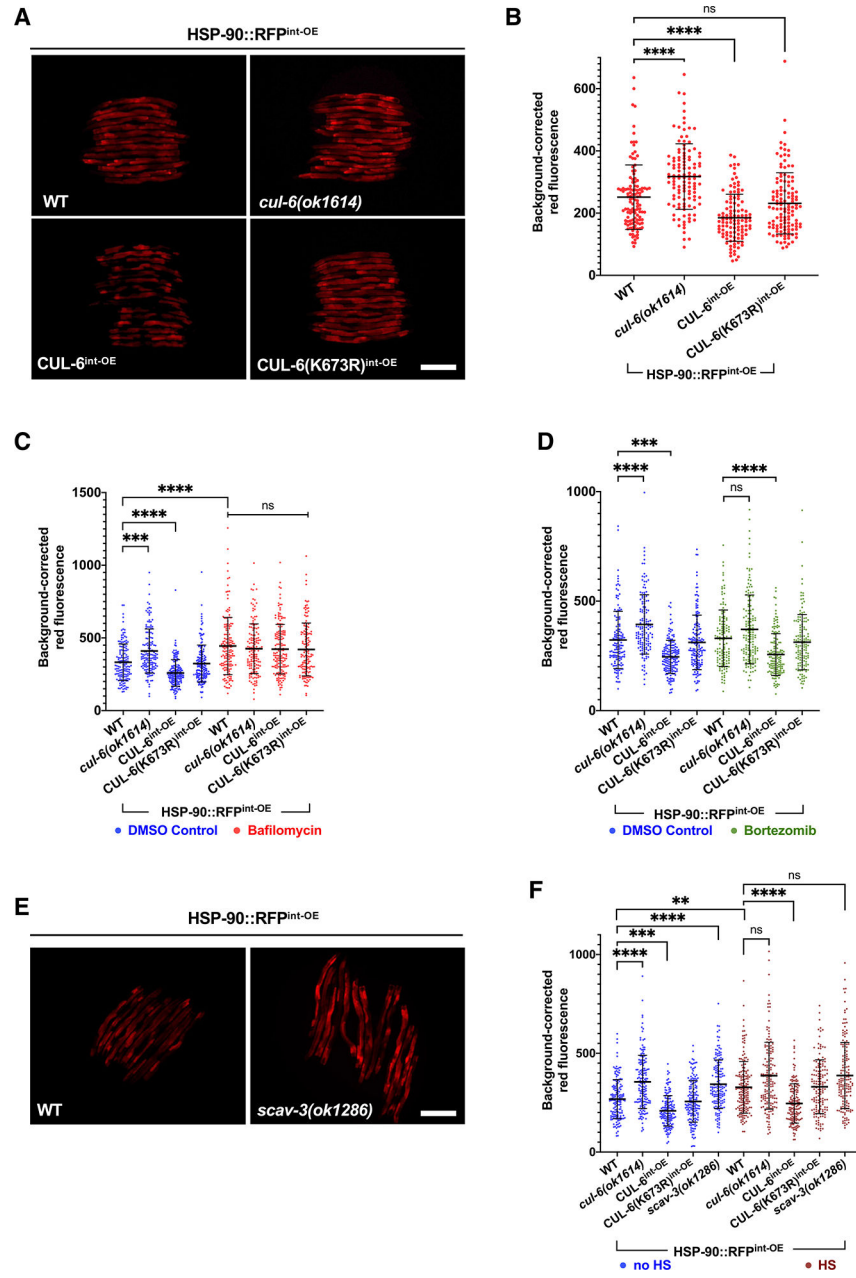 A
HSP-90::RFPint-OE
WT
cul-6(ok1614)
CUL-6int-OE
CUL-6(K673R)int-OE
B
ns
****
****
Background-corrected
red fluorescence
600
400
200
0
WT
cul-6(ok1614)
CUL-6int-OE
CUL-6(K673R)int-OE
HSP-90::RFPint-OE
C
****
ns
****
***
Background-corrected
red fluorescence
1500
1000
500
0
WT
cul-6(ok1614)
CUL-6int-OE
CUL-6(K673R)int-OE
WT
cul-6(ok1614)
CUL-6int-OE
CUL-6(K673R)int-OE
HSP-90::RFPint-OE
DMSO Control
Bafilomycin
D
***
****
****
ns
Background-corrected
red fluorescence
1000
500
0
WT
cul-6(ok1614)
CUL-6int-OE
CUL-6(K673R)int-OE
WT
cul-6(ok1614)
CUL-6int-OE
CUL-6(K673R)int-OE
HSP-90::RFPint-OE
DMSO Control
Bortezomib
E
HSP-90::RFPint-OE
WT
scav-3(ok1286)
F
ns
**
****
****
***
ns
****
Background-corrected
red fluorescence
1000
500
0
WT
cul-6(ok1614)
CUL-6int-OE
CUL-6(K673R)int-OE
scav-3(ok1286)
WT
cul-6(ok1614)
CUL-6int-OE
CUL-6(K673R)int-OE
scav-3(ok1286)
HSP-90::RFPint-OE
no HS
HS